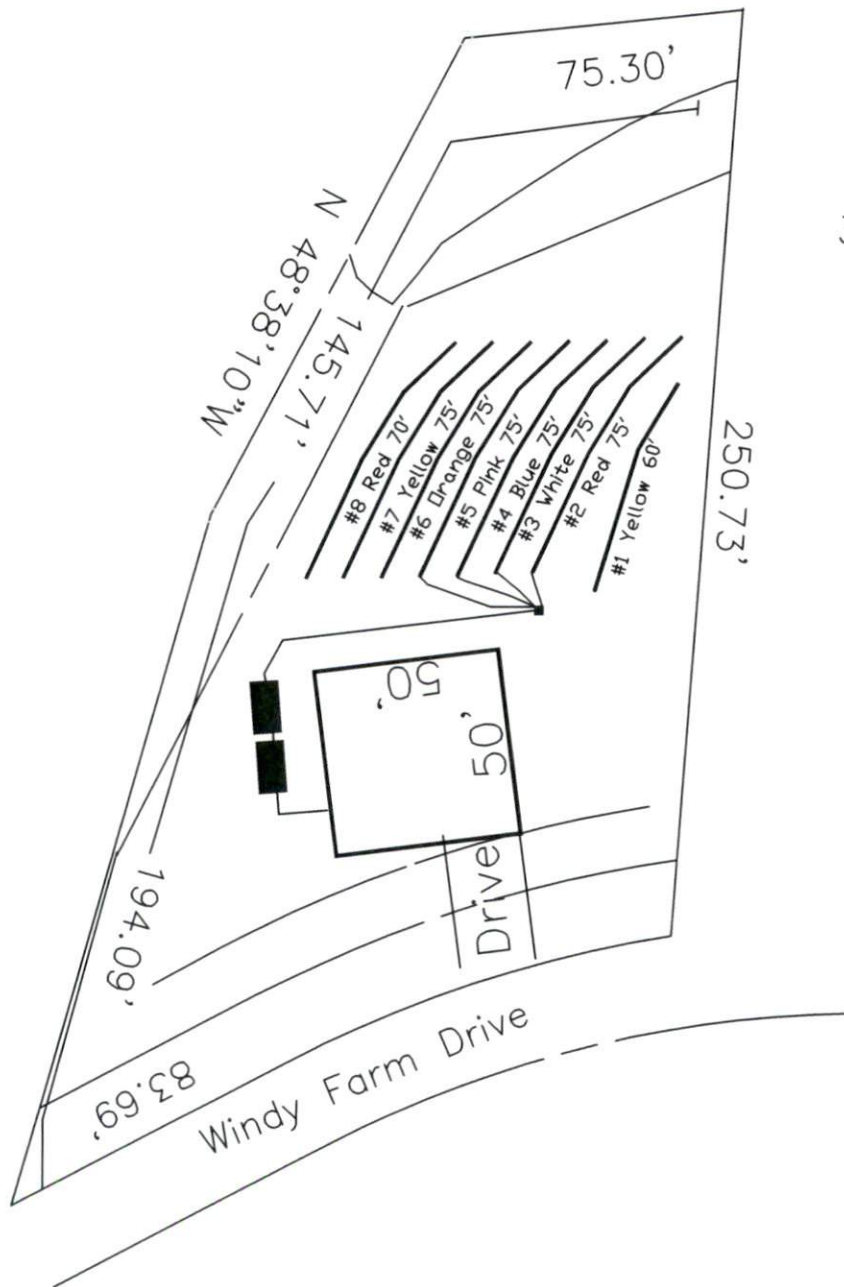 75.30'
N 48°38'10"W
145.71'
250.73'
#8 Red 70'
#7 Yellow 75'
#6 Orange 75'
#5 Pink 75'
#4 Blue 75'
#3 White 75'
#2 Red 75'
#1 Yellow 60'
50'
50'
Drive
194.09'
83.69'
Windy Farm Drive